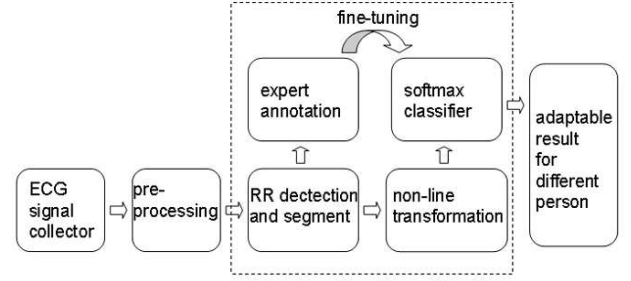 fine-tuning
expert
annotation
softmax
classifier
adaptable
result
for
different
person
ECG
signal
collector
pre-
processing
RR dectection
and segment
non-line
transformation